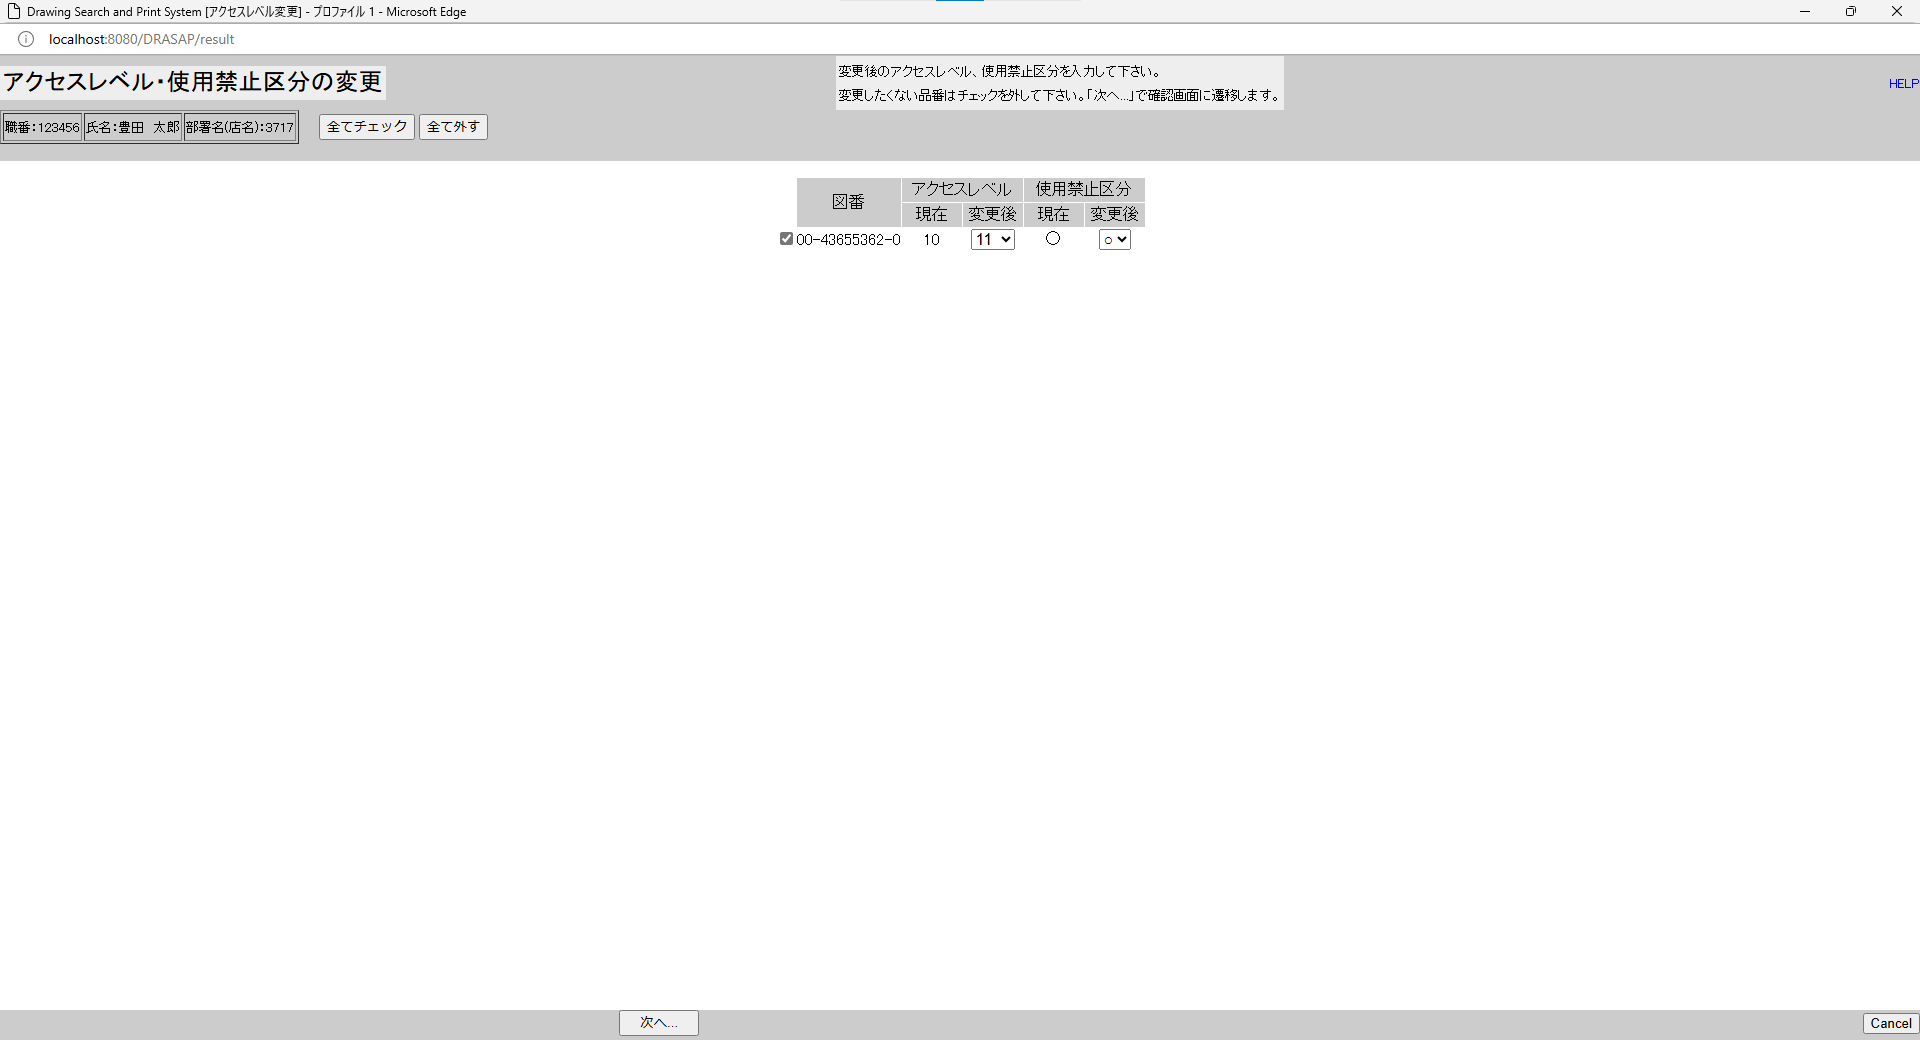 Drawing Search and Print System [アクセスレベル変更] - プロファイル 1 - Microsoft Edge
localhost:8080/DRASAP/result
アクセスレベル・使用禁止区分の変更
変更後のアクセスレベル、使用禁止区分を入力して下さい。
変更したくない品番はチェックを外して下さい。「次へ...」で確認画面に遷移します。
HELP
職番：123456 氏名：豊田　太郎 部署名(店名)：3717 全てチェック 全て外す
図番 アクセスレベル 使用禁止区分
現在 変更後 現在 変更後
00-43655362-0 10 11 ○ ○
次へ...
Cancel